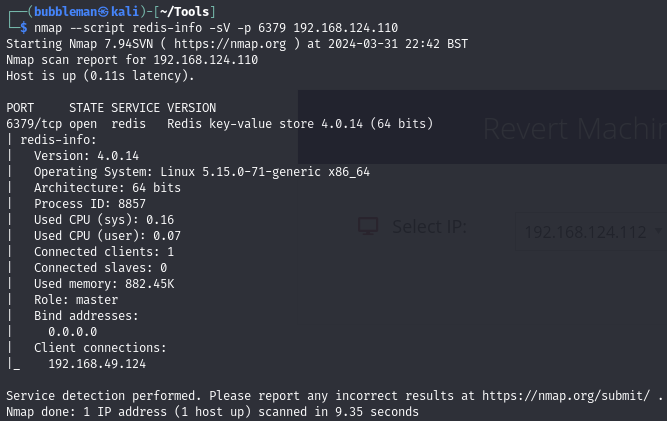 ┌──(bubbleman㉿kali)-[~/Tools]
└─$ nmap --script redis-info -sV -p 6379 192.168.124.110
Starting Nmap 7.94SVN ( https://nmap.org ) at 2024-03-31 22:42 BST
Nmap scan report for 192.168.124.110
Host is up (0.11s latency).

PORT     STATE SERVICE VERSION
6379/tcp open  redis   Redis key-value store 4.0.14 (64 bits)
| redis-info:
|   Version: 4.0.14
|   Operating System: Linux 5.15.0-71-generic x86_64
|   Architecture: 64 bits
|   Process ID: 8857
|   Used CPU (sys): 0.16
|   Used CPU (user): 0.07
|   Connected clients: 1
|   Connected slaves: 0
|   Used memory: 882.45K
|   Role: master
|   Bind addresses:
|     0.0.0.0
|   Client connections:
|_    192.168.49.124

Service detection performed. Please report any incorrect results at https://nmap.org/submit/ .
Nmap done: 1 IP address (1 host up) scanned in 9.35 seconds
Revert Machin
Select IP:
192.168.124.112